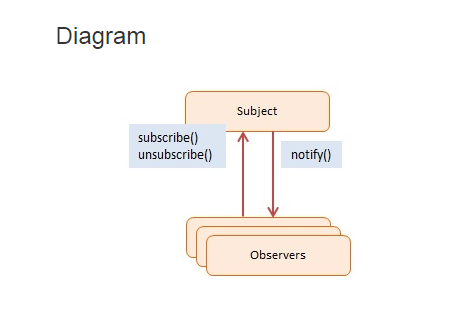 Diagram
Subject
subscribe()
unsubscribe()
notify()
Observers